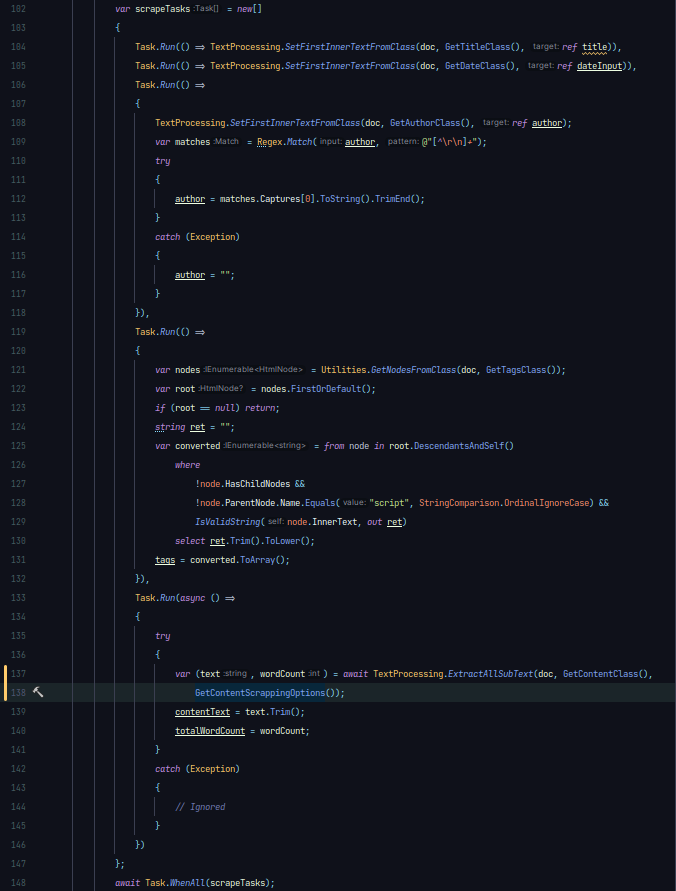 102 var scrapeTasks :Task[] = new[]
103 {
104 Task.Run(() => TextProcessing.SetFirstInnerTextFromClass(doc, GetTitleClass(), target: ref title)),
105 Task.Run(() => TextProcessing.SetFirstInnerTextFromClass(doc, GetDateClass(), target: ref dateInput)),
106 Task.Run(() =>
107 {
108 TextProcessing.SetFirstInnerTextFromClass(doc, GetAuthorClass(), target: ref author);
109 var matches :Match = Regex.Match( input: author, pattern: @"[^\r\n]+");
110 try
111 {
112 author = matches.Captures[0].ToString().TrimEnd();
113 }
114 catch (Exception)
115 {
116 author = "";
117 }
118 }),
119 Task.Run(() =>
120 {
121 var nodes :IEnumerable<HtmlNode> = Utilities.GetNodesFromClass(doc, GetTagsClass());
122 var root :HtmlNode? = nodes.FirstOrDefault();
123 if (root == null) return;
124 string ret = "";
125 var converted :IEnumerable<string> = from node in root.DescendantsAndSelf()
126 where
127 !node.HasChildNodes &&
128 !node.ParentNode.Name.Equals( value: "script", StringComparison.OrdinalIgnoreCase) &&
129 IsValidString( self: node.InnerText, out ret)
130 select ret.Trim().ToLower();
131 tags = converted.ToArray();
132 }),
133 Task.Run(async () =>
134 {
135 try
136 {
137 var (text :string , wordCount :int ) = await TextProcessing.ExtractAllSubText(doc, GetContentClass(),
138 GetContentScrappingOptions());
139 contentText = text.Trim();
140 totalWordCount = wordCount;
141 }
142 catch (Exception)
143 {
144 // Ignored
145 }
146 })
147 };
148 await Task.WhenAll(scrapeTasks);